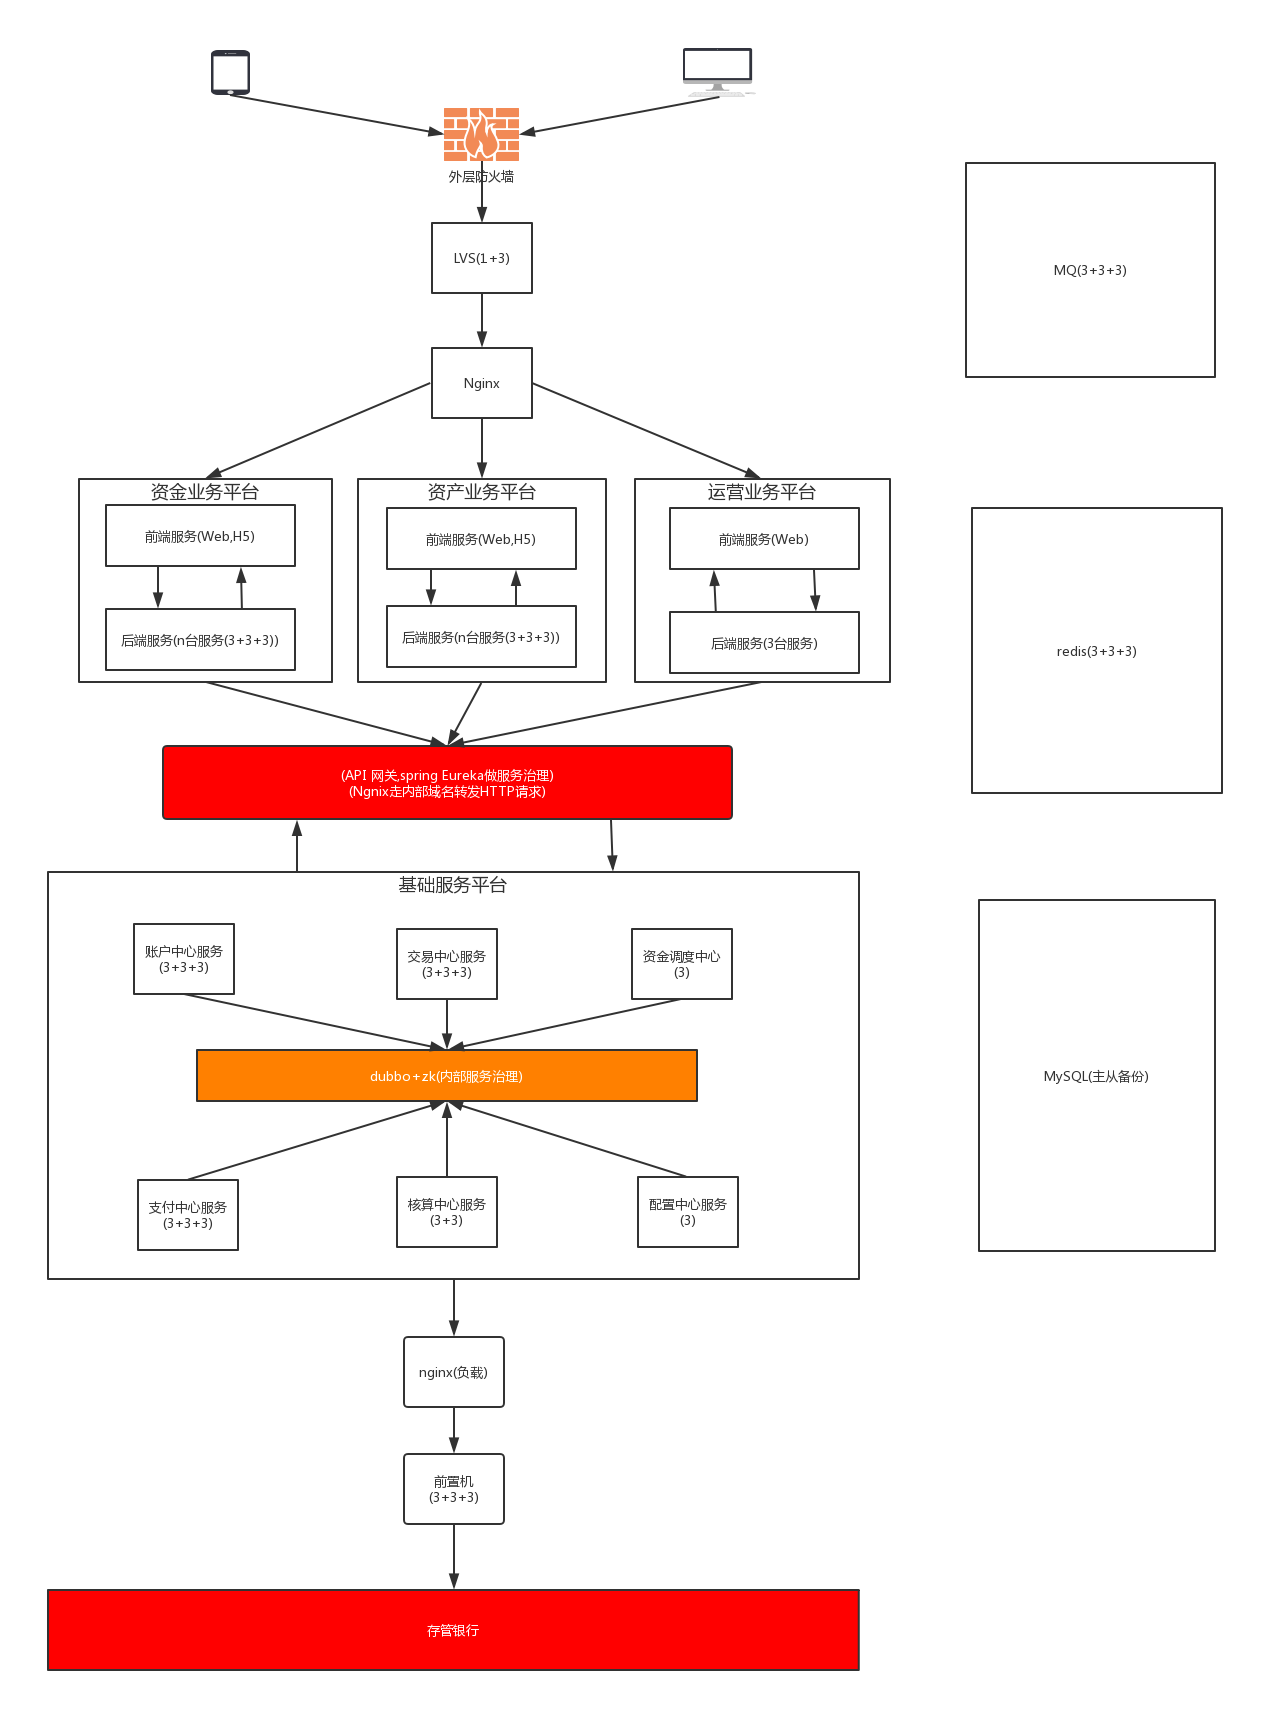 外层防火墙
LVS(1+3)
MQ(3+3+3)
Nginx
资金业务平台
前端服务(Web,H5)
后端服务(n台服务(3+3+3))
资产业务平台
前端服务(Web,H5)
后端服务(n台服务(3+3+3))
运营业务平台
前端服务(Web)
后端服务(3台服务)
redis(3+3+3)
(API 网关,spring Eureka做服务治理)
(Ngnix走内部域名转发HTTP请求)
基础服务平台
账户中心服务
(3+3+3)
交易中心服务
(3+3+3)
资金调度中心
(3)
dubbo+zk(内部服务治理)
MySQL(主从备份)
支付中心服务
(3+3+3)
核算中心服务
(3+3)
配置中心服务
(3)
nginx(负载)
前置机
(3+3+3)
存管银行